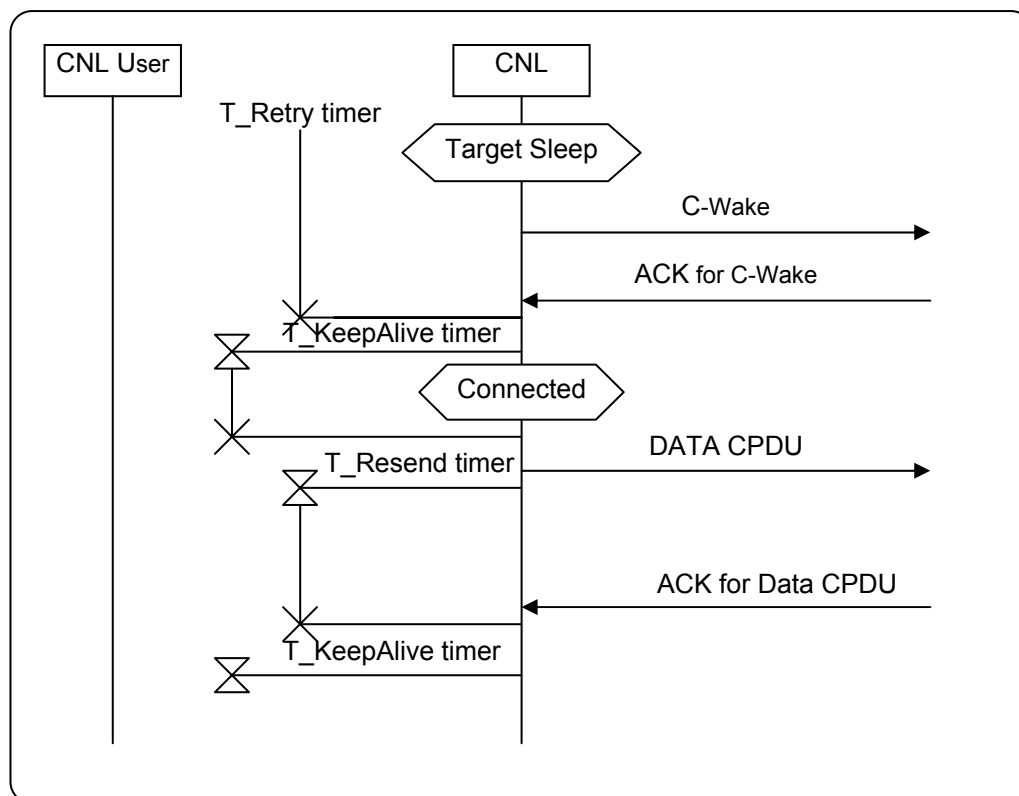 CNL User
CNL
T_Retry timer
Target Sleep
C-Wake
ACK for C-Wake
T_KeepAlive timer
Connected
DATA CPDU
T_Resend timer
ACK for Data CPDU
T_KeepAlive timer